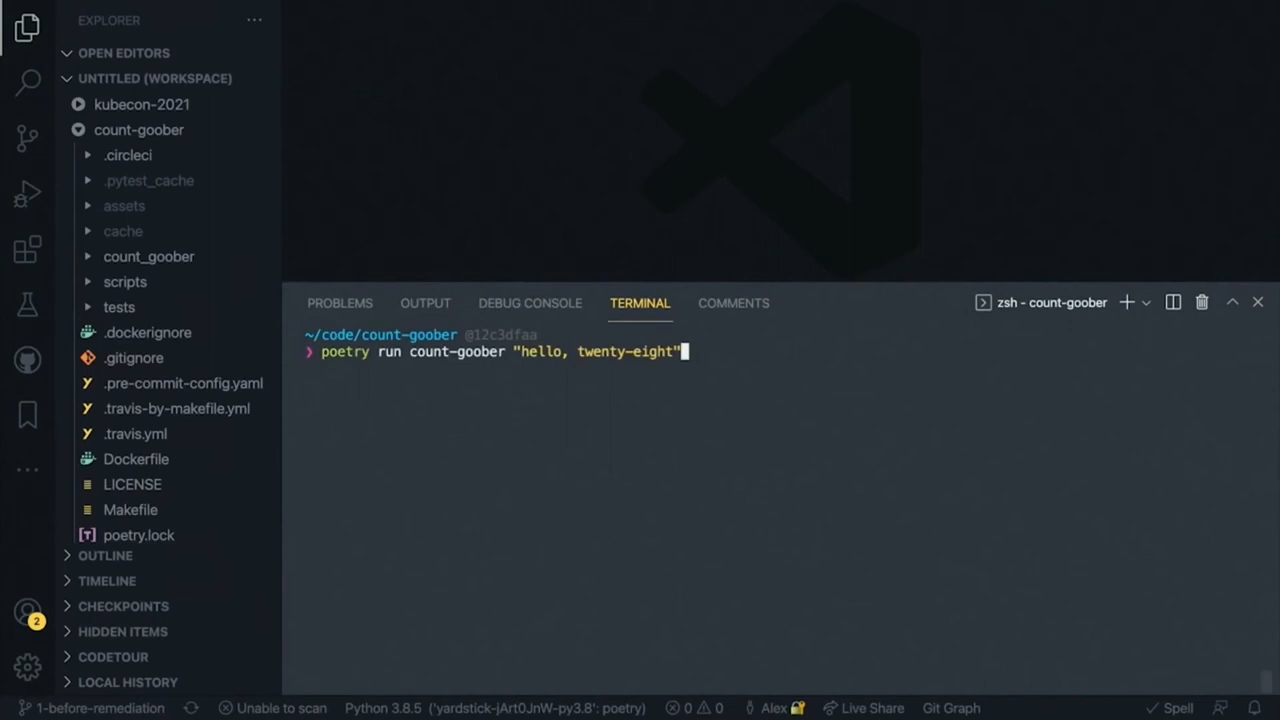 EXPLORER
OPEN EDITORS
UNTITLED (WORKSPACE)
kubecon-2021
count-goober
.circleci
.pytest_cache
assets
cache
count_goober
scripts
tests
.dockerignore
.gitignore
.pre-commit-config.yaml
.travis-by-makefile.yml
.travis.yml
Dockerfile
LICENSE
Makefile
poetry.lock
OUTLINE
TIMELINE
CHECKPOINTS
HIDDEN ITEMS
CODETOUR
LOCAL HISTORY
2
PROBLEMS OUTPUT DEBUG CONSOLE TERMINAL COMMENTS zsh - count-goober
~/code/count-goober @12c3dfaa
❯ poetry run count-goober "hello, twenty-eight"
1-before-remediation Unable to scan Python 3.8.5 ('yardstick-jArt0JnW-py3.8': poetry) 0 0 Alex Live Share Git Graph Spell